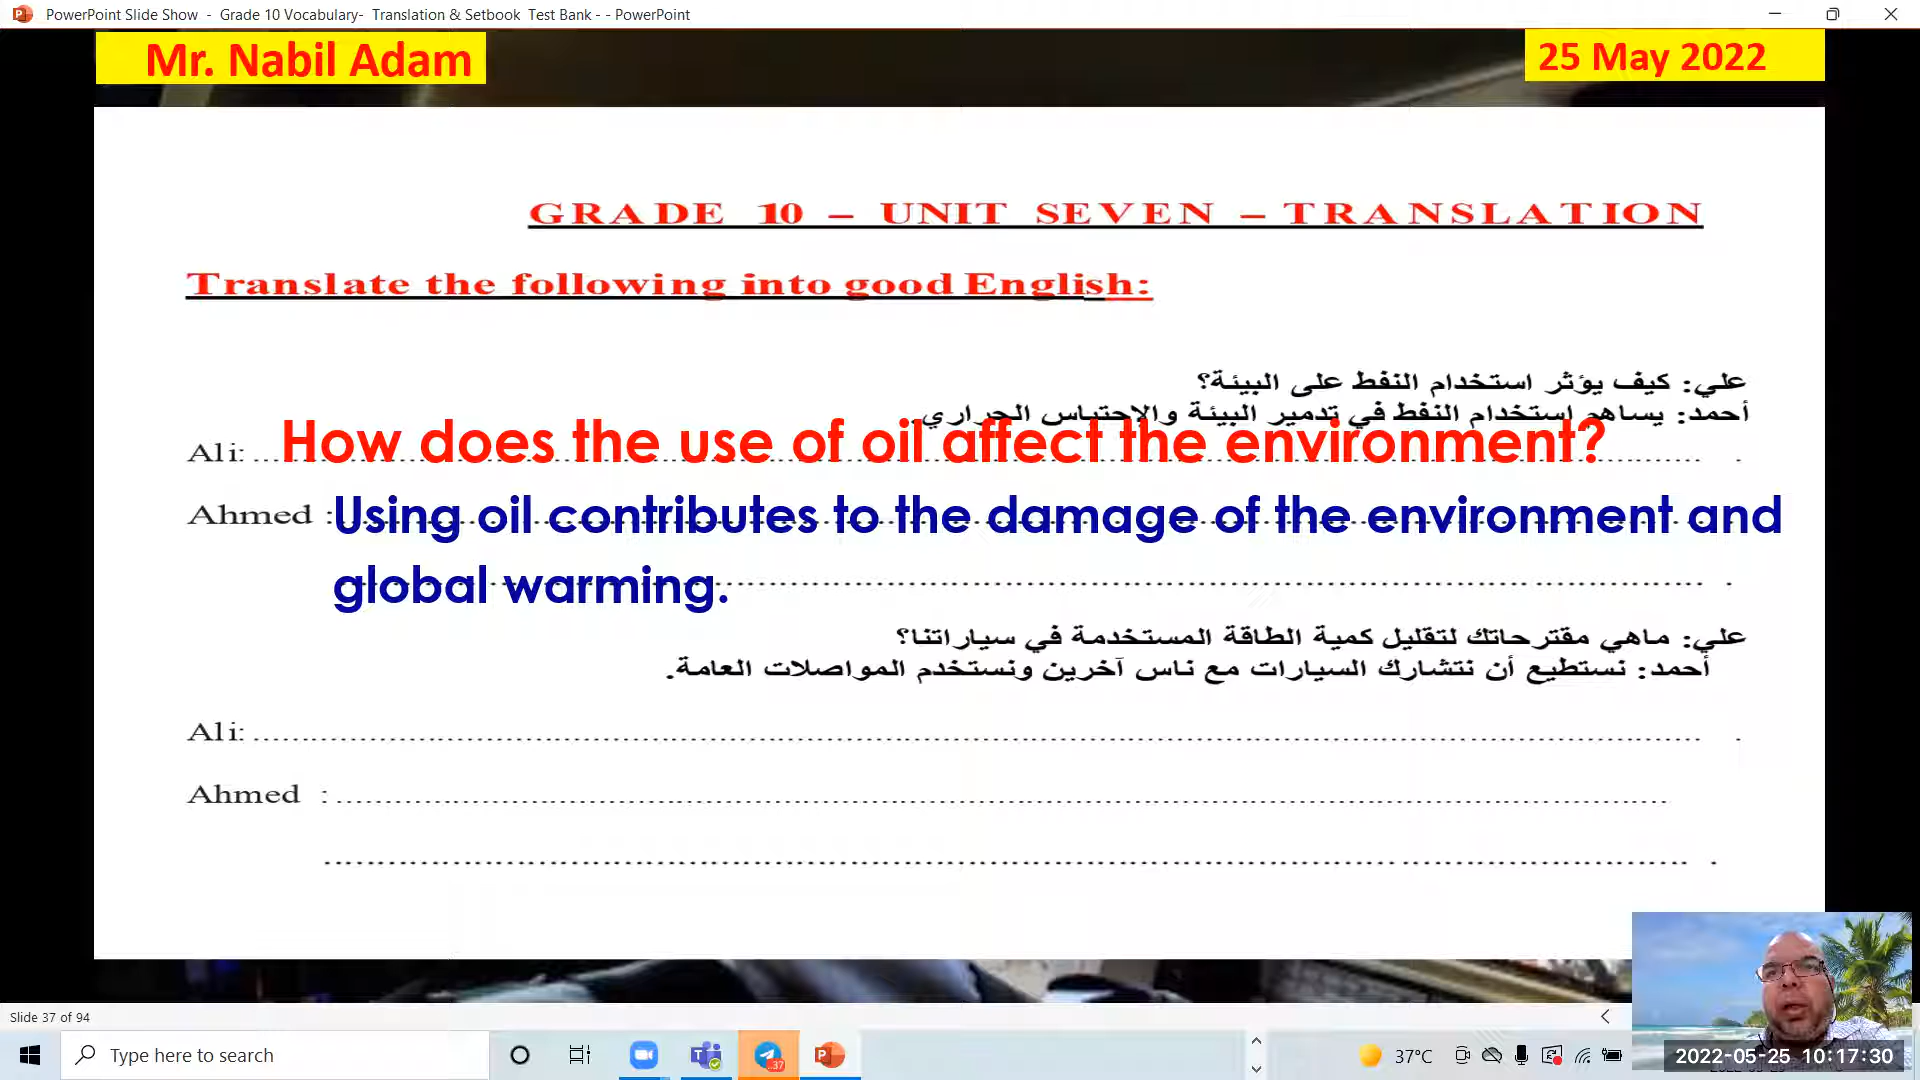 PowerPoint Slide Show - Grade 10 Vocabulary- Translation & Setbook Test Bank - - PowerPoint
Mr. Nabil Adam
25 May 2022
GRADE 10 – UNIT SEVEN – TRANSLATION
Translate the following into good English:
علي: كيف يؤثر استخدام النفط على البيئة؟
أحمد: يساهم استخدام النفط في تدمير البيئة والإحتباس الحراري.
Ali: How does the use of oil affect the environment?
Ahmed : Using oil contributes to the damage of the environment and
global warming.
علي: ماهي مقترحاتك لتقليل كمية الطاقة المستخدمة في سياراتنا؟
أحمد: نستطيع أن نتشارك السيارات مع ناس آخرين ونستخدم المواصلات العامة.
Ali:
Ahmed :
Slide 37 of 94
Type here to search
37°C
2022-05-25 10:17:30